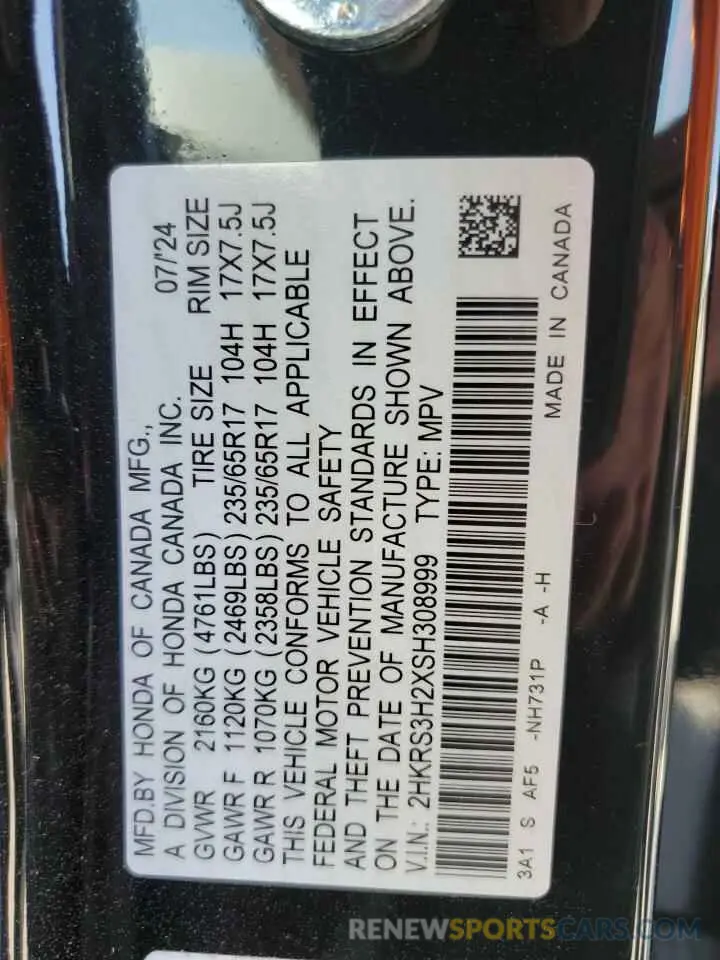 MFD.BY HONDA OF CANADA MFG.,
A DIVISION OF HONDA CANADA INC. 07/'24
GVWR 2160KG (4761LBS) TIRE SIZE RIM SIZE
GAWR F 1120KG (2469LBS) 235/65R17 104H 17X7.5J
GAWR R 1070KG (2358LBS) 235/65R17 104H 17X7.5J
THIS VEHICLE CONFORMS TO ALL APPLICABLE
FEDERAL MOTOR VEHICLE SAFETY
AND THEFT PREVENTION STANDARDS IN EFFECT
ON THE DATE OF MANUFACTURE SHOWN ABOVE.
V.I.N.: 2HKRS3H2XSH308999 TYPE: MPV
3A1 S AF5 -NH731P -A -H
MADE IN CANADA
RENEWSPORTSCARS.COM